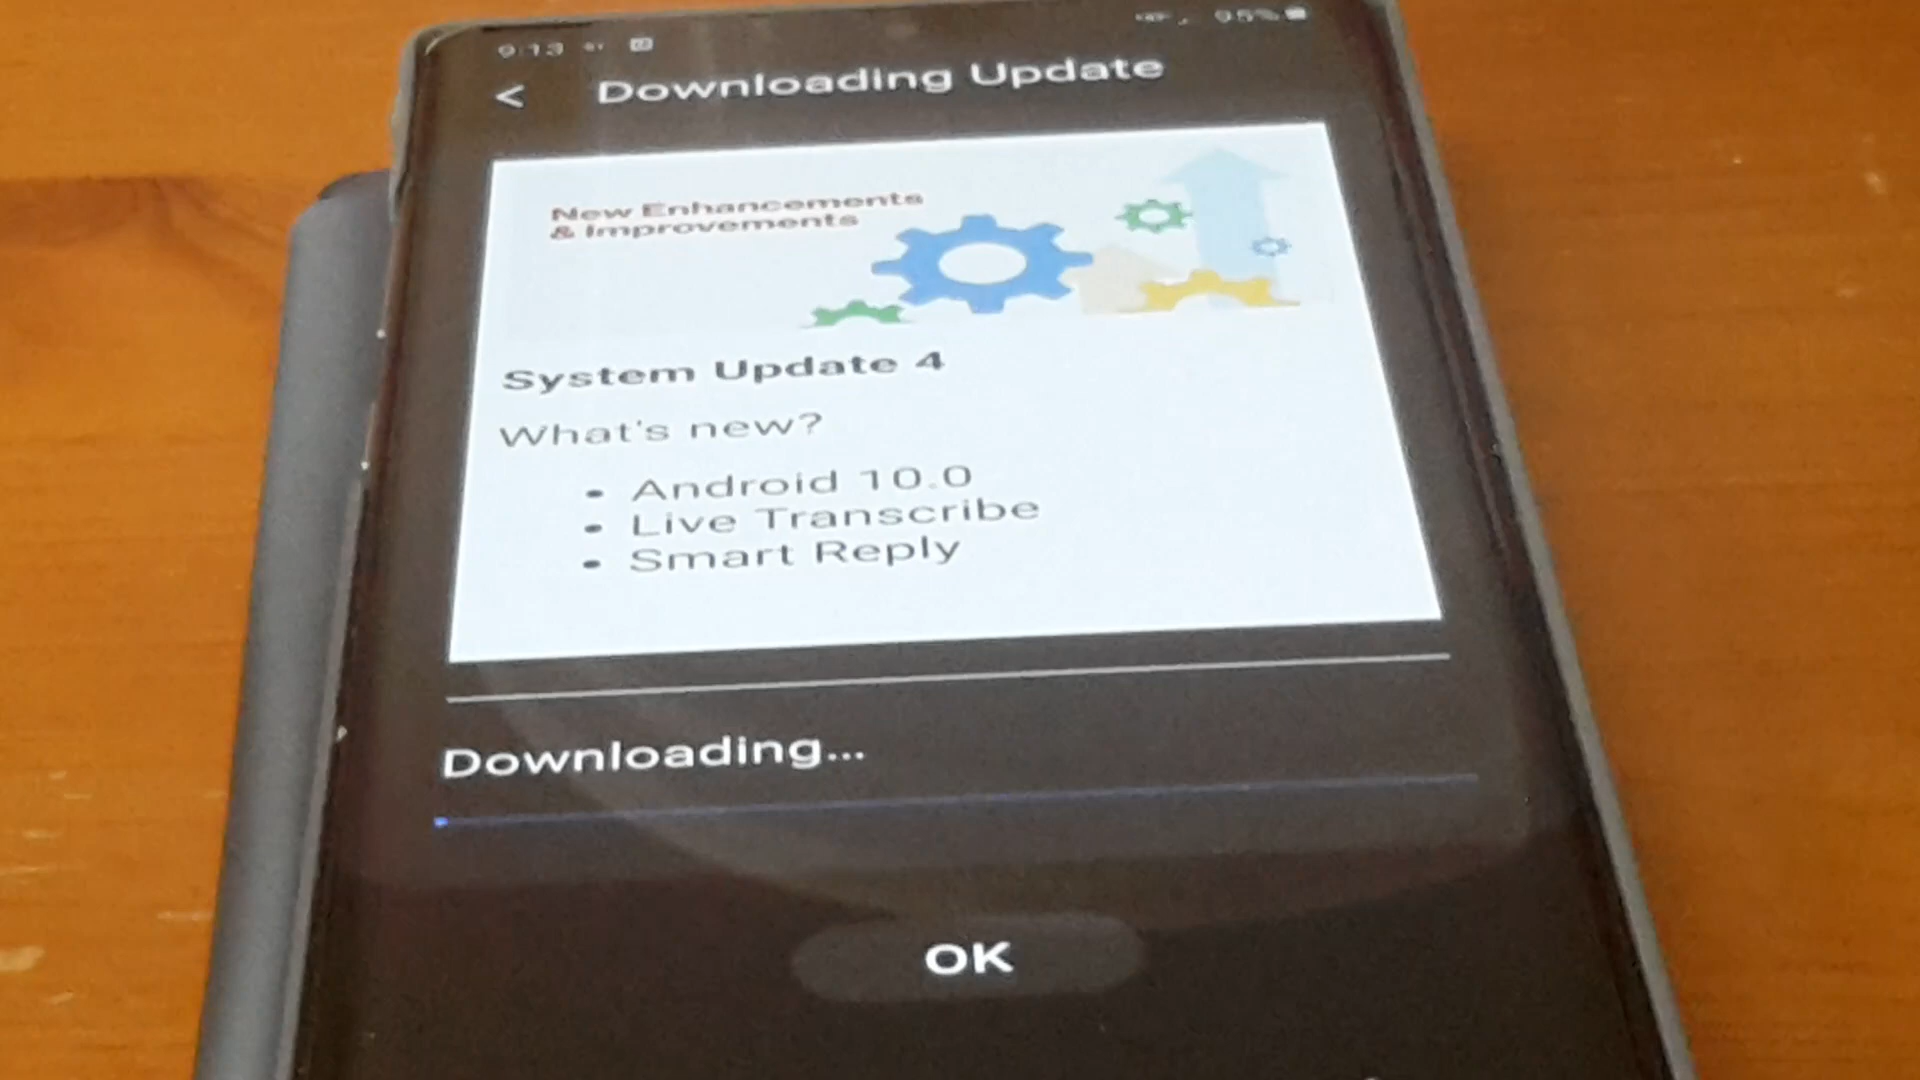 9:13
95%
< Downloading Update
New Enhancements
& Improvements
System Update 4
What's new?
• Android 10.0
• Live Transcribe
• Smart Reply
Downloading...
OK